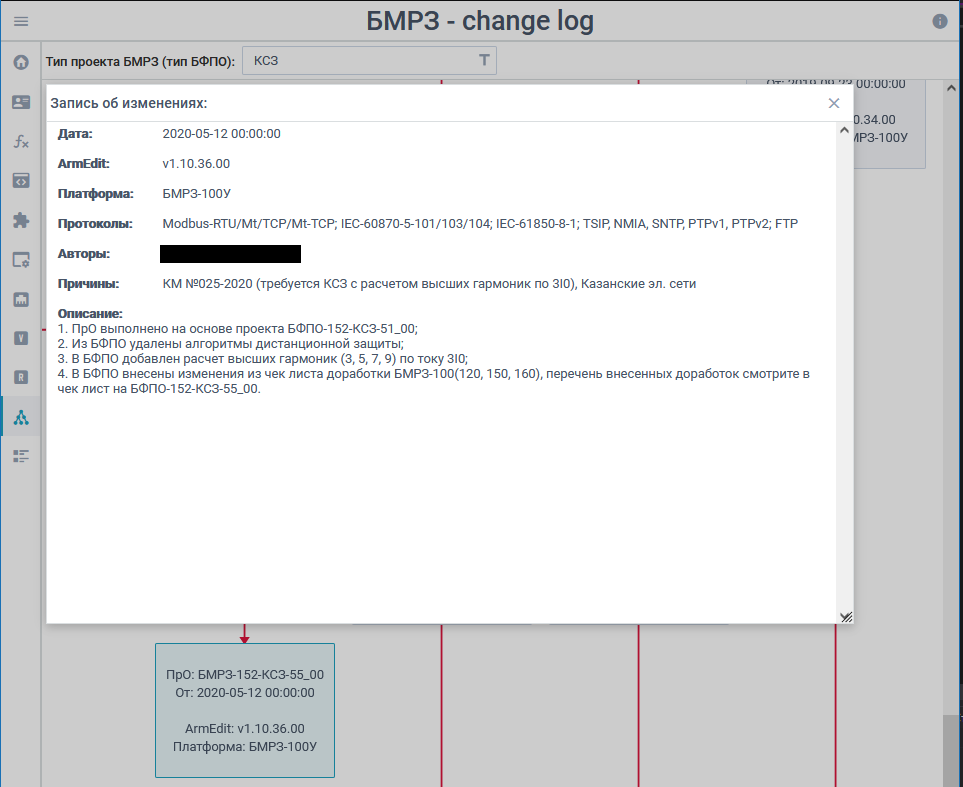 БМРЗ - change log
Тип проекта БМРЗ (тип БФПО): КСЗ
От: 2019-09-23 00:00:00
0.34.00
МРЗ-100У
Запись об изменениях:
Дата: 2020-05-12 00:00:00
ArmEdit: v1.10.36.00
Платформа: БМРЗ-100У
Протоколы: Modbus-RTU/Mt/TCP/Mt-TCP; IEC-60870-5-101/103/104; IEC-61850-8-1; TSIP, NMIA, SNTP, PTPv1, PTPv2; FTP
Авторы:
Причины: КМ №025-2020 (требуется КСЗ с расчетом высших гармоник по 3I0), Казанские эл. сети
Описание:
1. ПрО выполнено на основе проекта БФПО-152-КСЗ-51_00;
2. Из БФПО удалены алгоритмы дистанционной защиты;
3. В БФПО добавлен расчет высших гармоник (3, 5, 7, 9) по току 3I0;
4. В БФПО внесены изменения из чек листа доработки БМРЗ-100(120, 150, 160), перечень внесенных доработок смотрите в
чек лист на БФПО-152-КСЗ-55_00.
ПрО: БМРЗ-152-КСЗ-55_00
От: 2020-05-12 00:00:00
ArmEdit: v1.10.36.00
Платформа: БМРЗ-100У